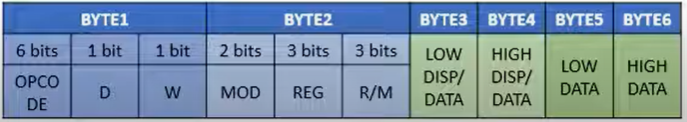 BYTE1 BYTE2 BYTE3 BYTE4 BYTE5 BYTE6
6 bits 1 bit 1 bit 2 bits 3 bits 3 bits
OPCO
DE
D W MOD REG R/M
LOW
DISP/
DATA
HIGH
DISP/
DATA
LOW
DATA
HIGH
DATA